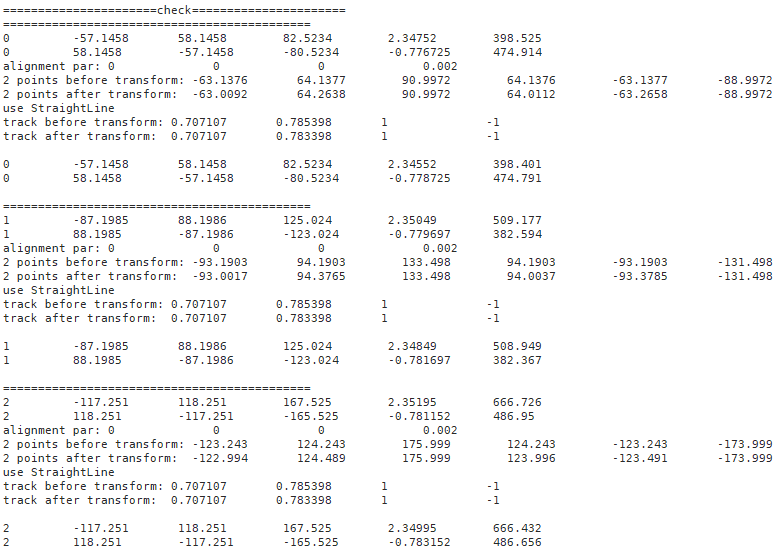 ======================check======================
============================================
0 -57.1458 58.1458 82.5234 2.34752 398.525
0 58.1458 -57.1458 -80.5234 -0.776725 474.914
alignment par: 0 0 0 0.002
2 points before transform: -63.1376 64.1377 90.9972 64.1376 -63.1377 -88.9972
2 points after transform: -63.0092 64.2638 90.9972 64.0112 -63.2658 -88.9972
use StraightLine
track before transform: 0.707107 0.785398 1 -1
track after transform: 0.707107 0.783398 1 -1
0 -57.1458 58.1458 82.5234 2.34552 398.401
0 58.1458 -57.1458 -80.5234 -0.778725 474.791
============================================
1 -87.1985 88.1986 125.024 2.35049 509.177
1 88.1985 -87.1986 -123.024 -0.779697 382.594
alignment par: 0 0 0 0.002
2 points before transform: -93.1903 94.1903 133.498 94.1903 -93.1903 -131.498
2 points after transform: -93.0017 94.3765 133.498 94.0037 -93.3785 -131.498
use StraightLine
track before transform: 0.707107 0.785398 1 -1
track after transform: 0.707107 0.783398 1 -1
1 -87.1985 88.1986 125.024 2.34849 508.949
1 88.1985 -87.1986 -123.024 -0.781697 382.367
============================================
2 -117.251 118.251 167.525 2.35195 666.726
2 118.251 -117.251 -165.525 -0.781152 486.95
alignment par: 0 0 0 0.002
2 points before transform: -123.243 124.243 175.999 124.243 -123.243 -173.999
2 points after transform: -122.994 124.489 175.999 123.996 -123.491 -173.999
use StraightLine
track before transform: 0.707107 0.785398 1 -1
track after transform: 0.707107 0.783398 1 -1
2 -117.251 118.251 167.525 2.34995 666.432
2 118.251 -117.251 -165.525 -0.783152 486.656